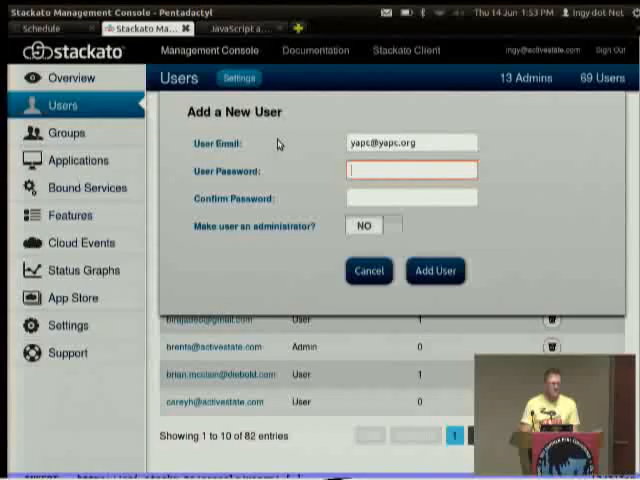 Stackato Management Console - Pentadactyl
Thu 14 Jun 1:53 PM Ingy dot Net
Schedule
Stackato Ma...
JavaScript a...
stackato
Management Console
Documentation
Stackato Client
ingy@activestate.com
Sign Out
Overview
Users
Settings
13 Admins
69 Users
Users
Groups
Applications
Bound Services
Features
Cloud Events
Status Graphs
App Store
Settings
Support
Add a New User
User Email:
yapc@yapc.org
User Password:
Confirm Password:
Make user an administrator?
NO
Cancel
Add User
User
1
brents@activestate.com
Admin
0
brian.mcclain@diebold.com
User
1
careyh@activestate.com
User
0
Showing 1 to 10 of 82 entries
1